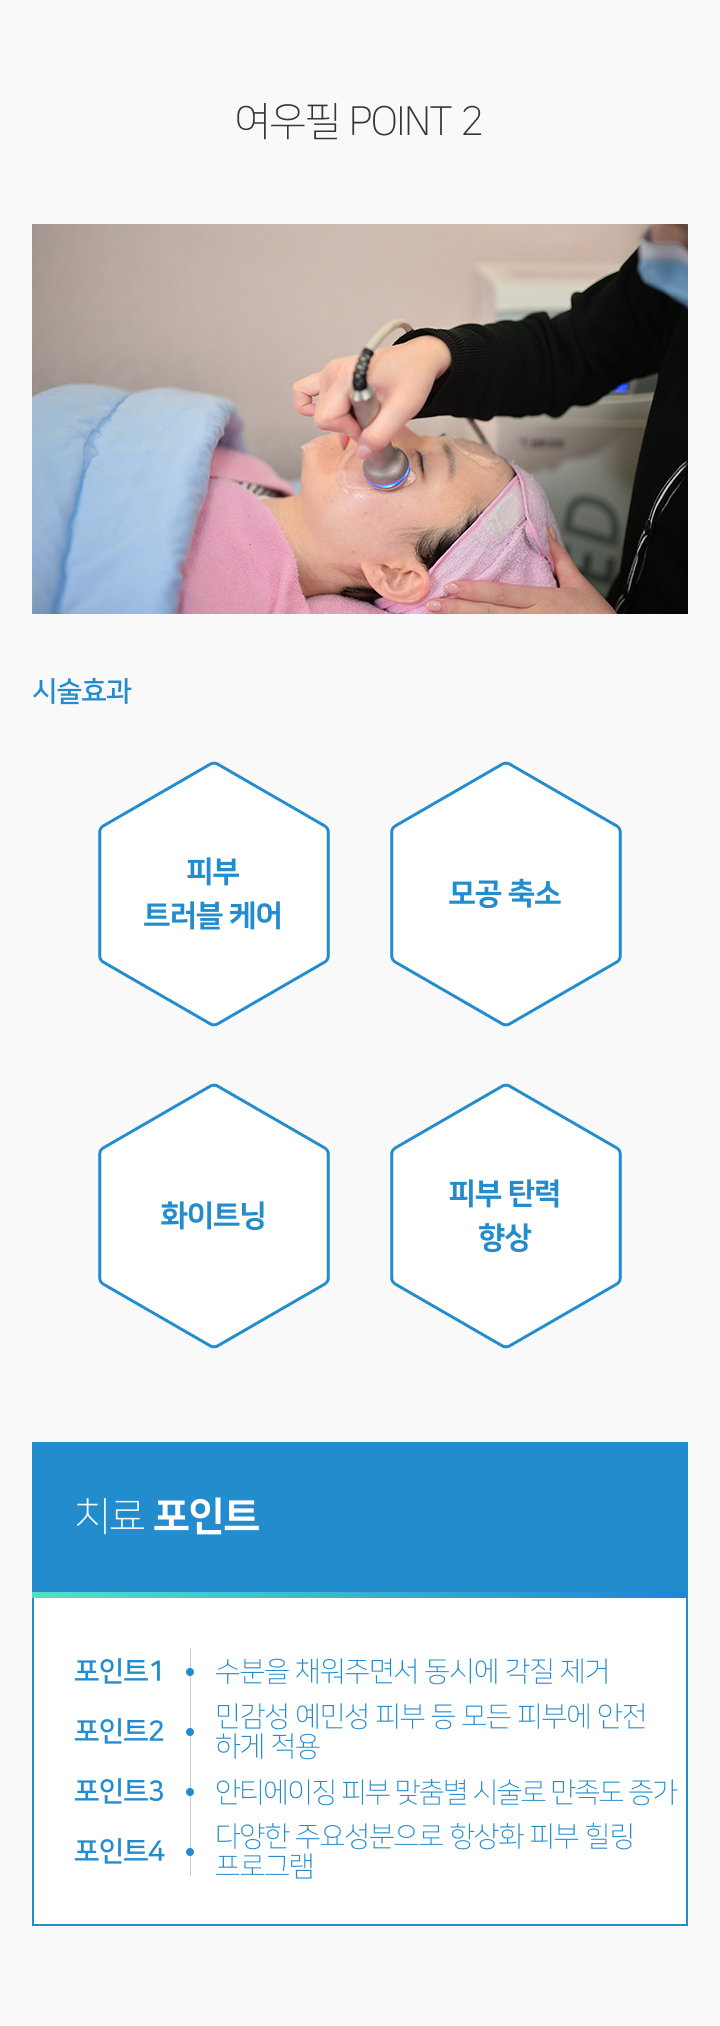 여우필 POINT 2
시술효과
피부
트러블 케어
모공 축소
화이트닝
피부 탄력
향상
치료 포인트
포인트1
수분을 채워주면서 동시에 각질 제거
포인트2
민감성 예민성 피부 등 모든 피부에 안전
하게 적용
포인트3
안티에이징 피부 맞춤별 시술로 만족도 증가
포인트4
다양한 주요성분으로 항상화 피부 힐링
프로그램